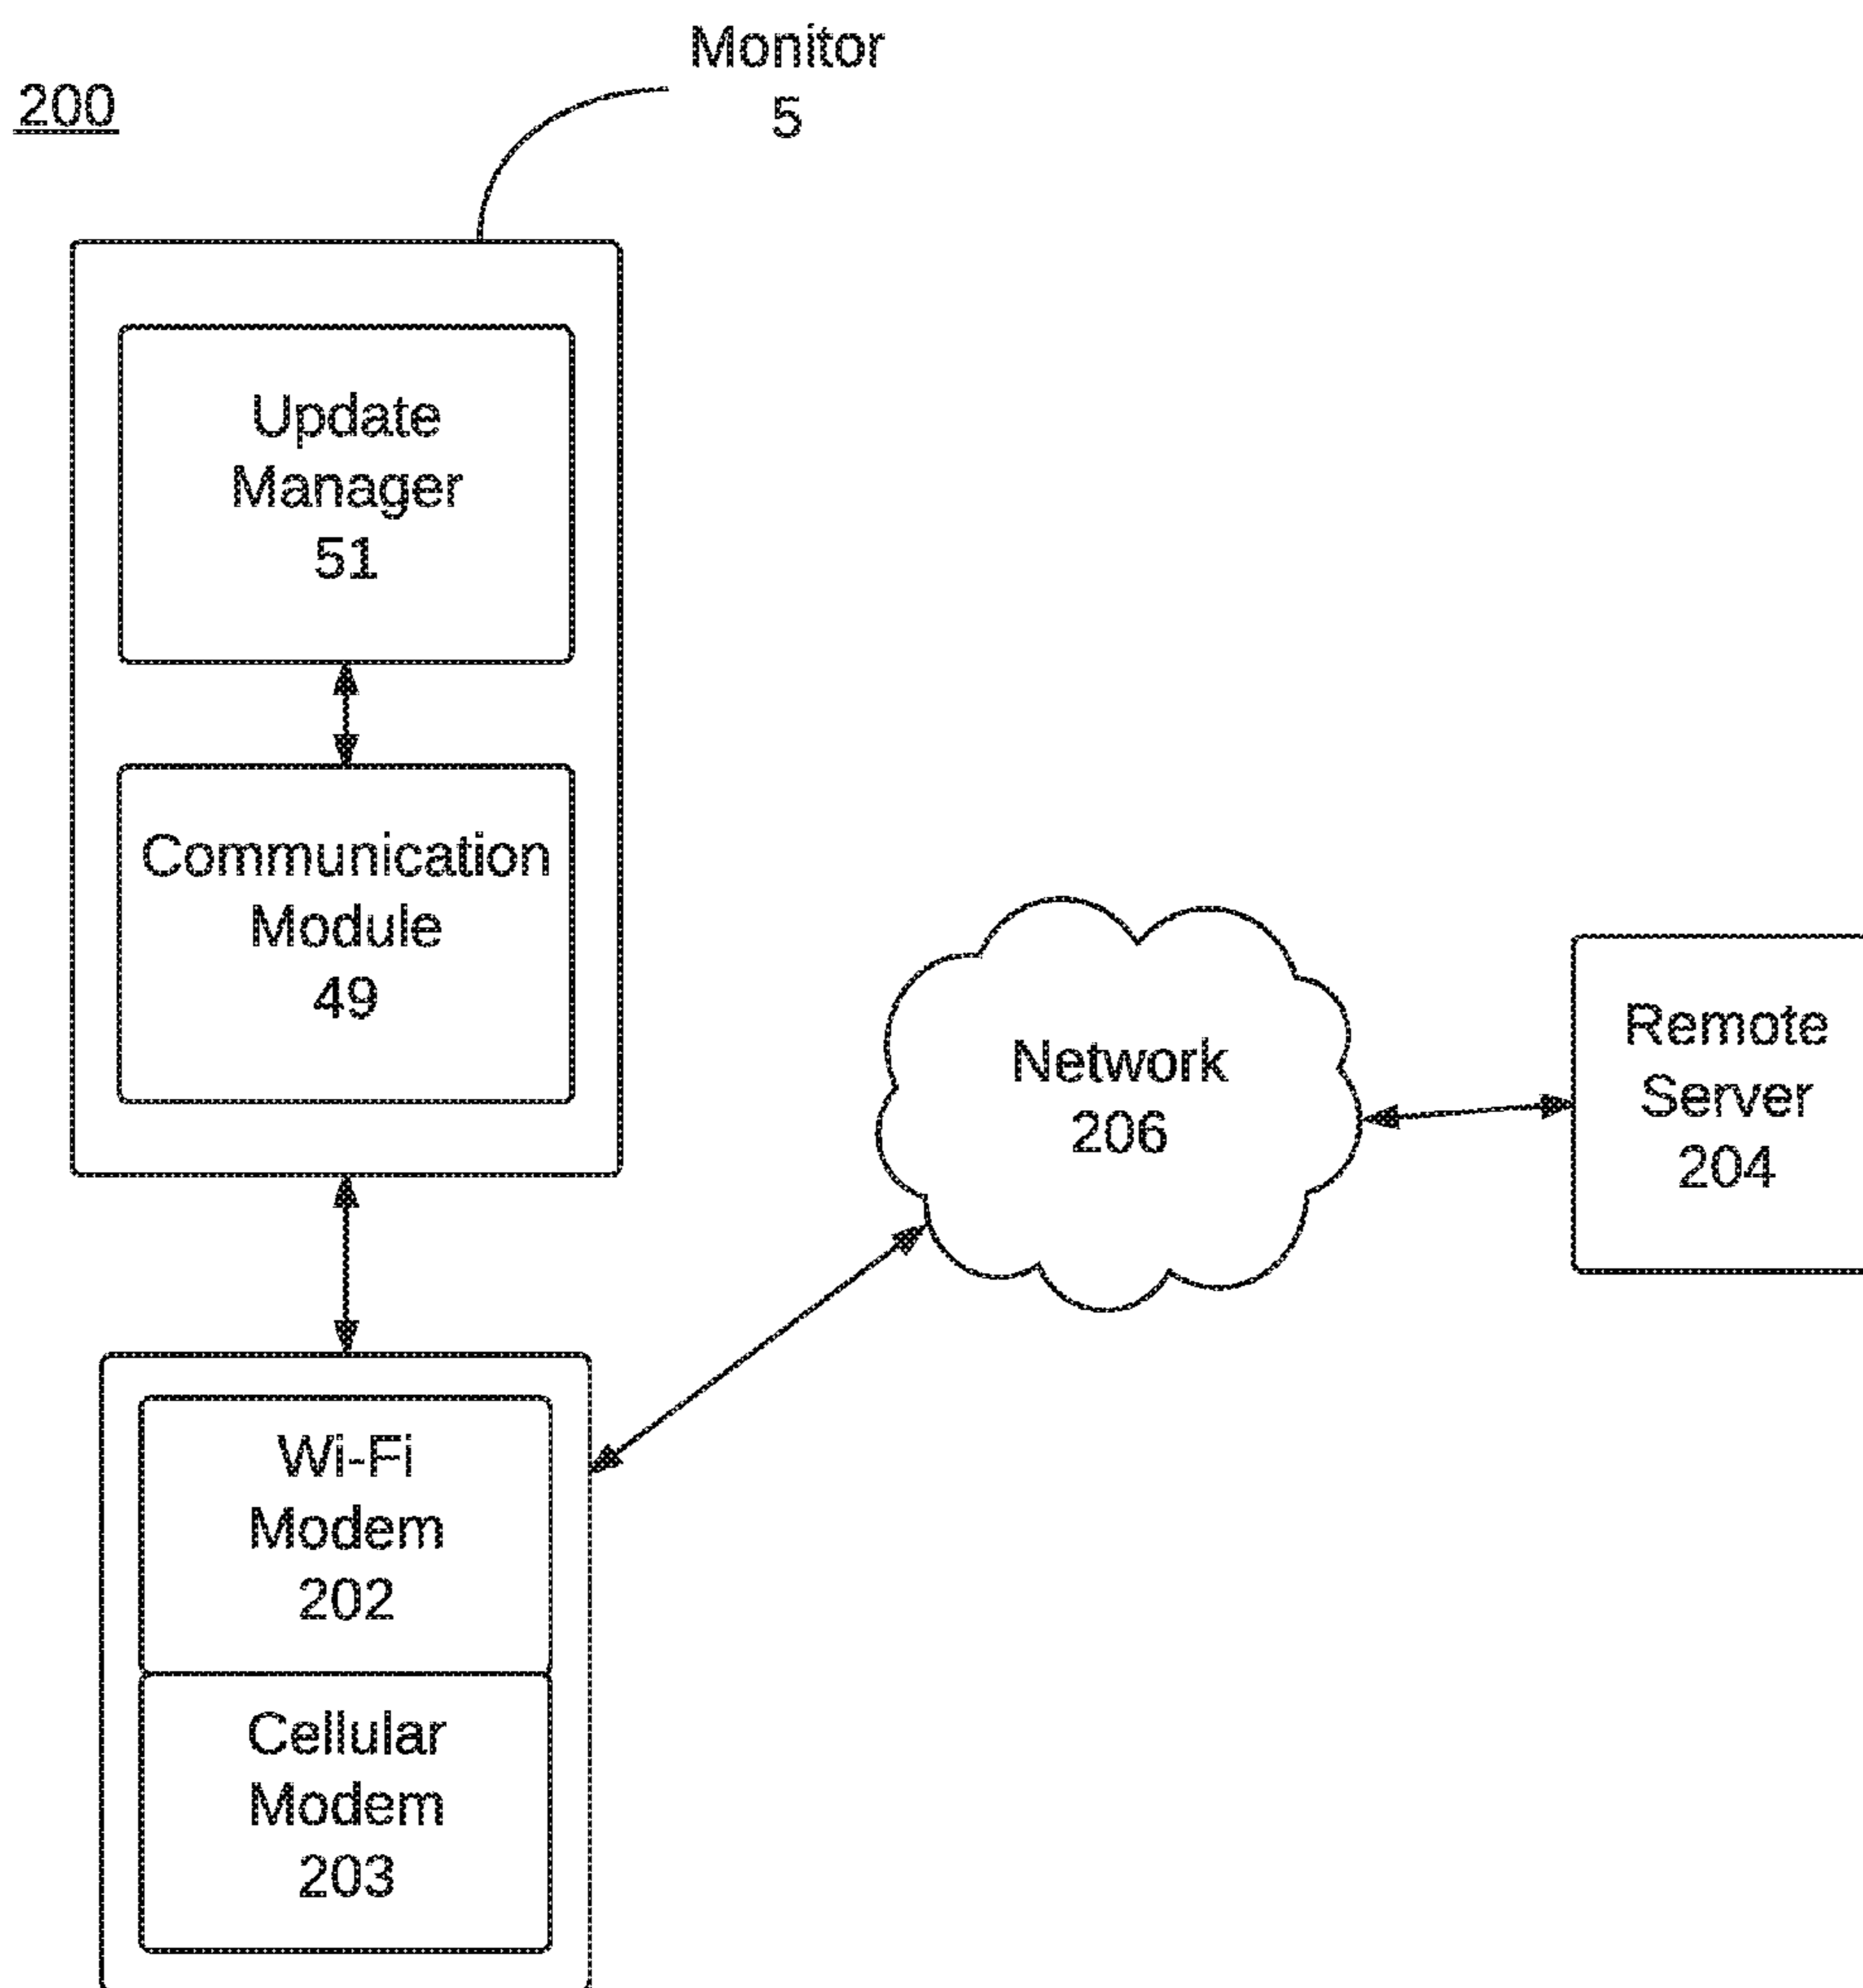 200
Monitor
5
Update
Manager
51
Communication
Module
49
Network
206
Remote
Server
204
Wi-Fi
Modem
202
Cellular
Modem
203